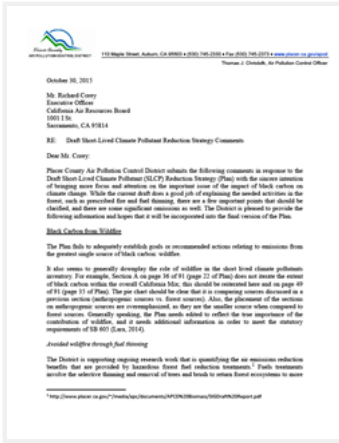 Placer County
AIR POLLUTION CONTROL DISTRICT
110 Maple Street, Auburn, CA 95603 • (530) 745-2330 • Fax (530) 745-2373 • www.placer.ca.gov/apcd
Thomas J. Christofk, Air Pollution Control Officer
October 30, 2015
Mr. Richard Corey
Executive Officer
California Air Resources Board
1001 I St.
Sacramento, CA 95814
RE: Draft Short-Lived Climate Pollutant Reduction Strategy Comments
Dear Mr. Corey:
Placer County Air Pollution Control District submits the following comments in response to the
Draft Short-Lived Climate Pollutant (SLCP) Reduction Strategy (Plan) with the sincere intention
of bringing more focus and attention on the important issue of the impact of black carbon on
climate change. While the current draft does a good job of explaining the needed activities in the
forest, such as prescribed fire and fuel thinning, there are a few important points that should be
clarified, and there are some significant omissions as well. The District is pleased to provide the
following information and hopes that it will be incorporated into the final version of the Plan.
Black Carbon from Wildfire
The Plan fails to adequately establish goals or recommended actions relating to emissions from
the greatest single source of black carbon: wildfire.
It also seems to generally downplay the role of wildfire in the short lived climate pollutants
inventory. For example, Section A on page 36 of 91 (page 22 of Plan) does not iterate the extent
of black carbon within the overall California Mix; this should be reiterated here and on page 49
of 91 (page 35 of Plan). The pie chart should be clear that it is comparing sources discussed in a
previous section (anthropogenic sources vs. forest sources). Also, the placement of the sections
on anthropogenic sources are overemphasized, as they are the smaller source when compared to
forest sources. Generally speaking, the Plan needs added to reflect the true importance of the
contribution of wildfire, and it needs additional information in order to meet the statutory
requirements of SB 605 (Lara, 2014).
Avoided wildfire through fuel thinning
The District is supporting ongoing research work that is quantifying the air emissions reduction
benefits that are provided by hazardous forest fuel reduction treatments.¹ Fuels treatments
involve the selective thinning and removal of trees and brush to return forest ecosystems to more